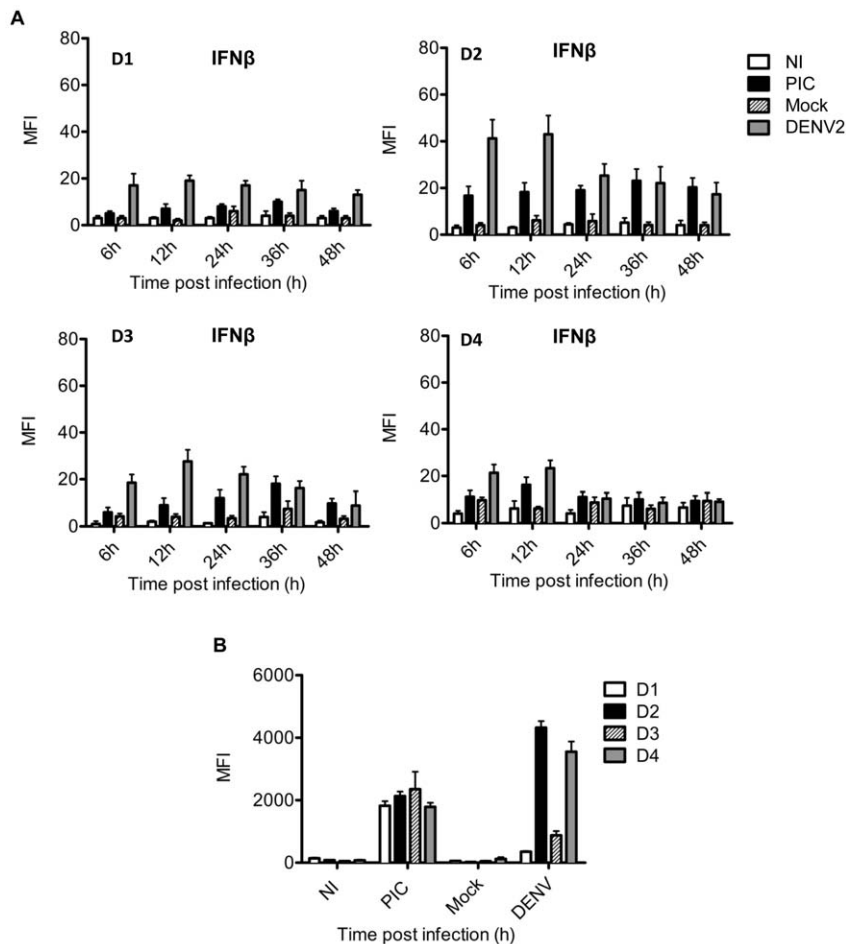 A
D1 IFNβ
80
60
40
20
0
MFI
6h 12h 24h 36h 48h
Time post infection (h)
D2 IFNβ
80
60
40
20
0
MFI
6h 12h 24h 36h 48h
Time post infection (h)
NI
PIC
Mock
DENV2
D3 IFNβ
80
60
40
20
0
MFI
6h 12h 24h 36h 48h
Time post infection (h)
D4 IFNβ
80
60
40
20
0
MFI
6h 12h 24h 36h 48h
Time post infection (h)
B
6000
4000
2000
0
MFI
NI PIC Mock DENV
Time post infection (h)
D1
D2
D3
D4